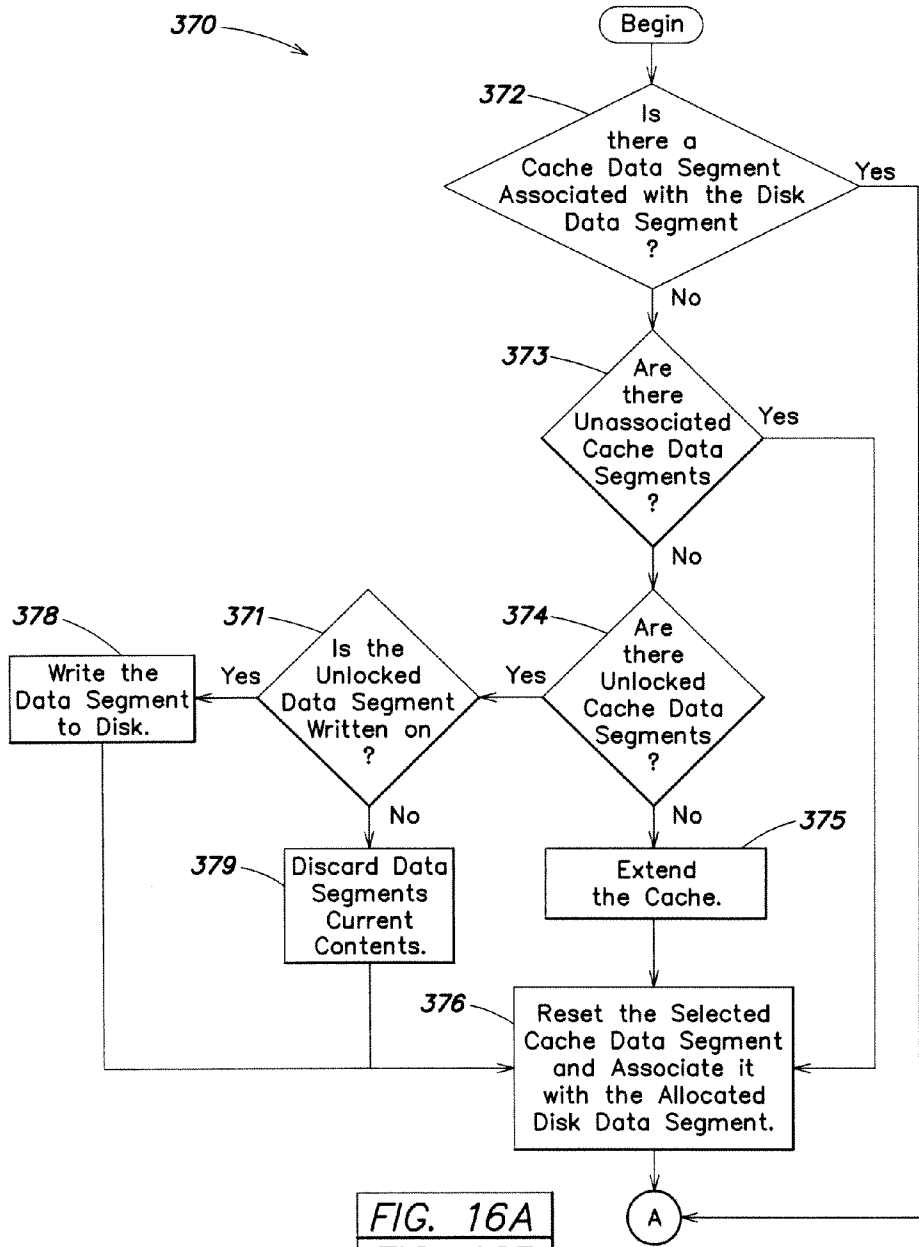 370
Begin
372
Is
there a
Cache Data Segment
Associated with the Disk
Data Segment
?
Yes
No
373
Are
there
Unassociated
Cache Data
Segments
?
Yes
No
378
Write the
Data Segment
to Disk.
Yes
371
Is the
Unlocked
Data Segment
Written on
?
Yes
374
Are
there
Unlocked
Cache Data
Segments
?
No
No
375
379
Discard Data
Segments
Current
Contents.
Extend
the Cache.
376
Reset the Selected
Cache Data Segment
and Associate it
with the Allocated
Disk Data Segment.
FIG. 16A
A